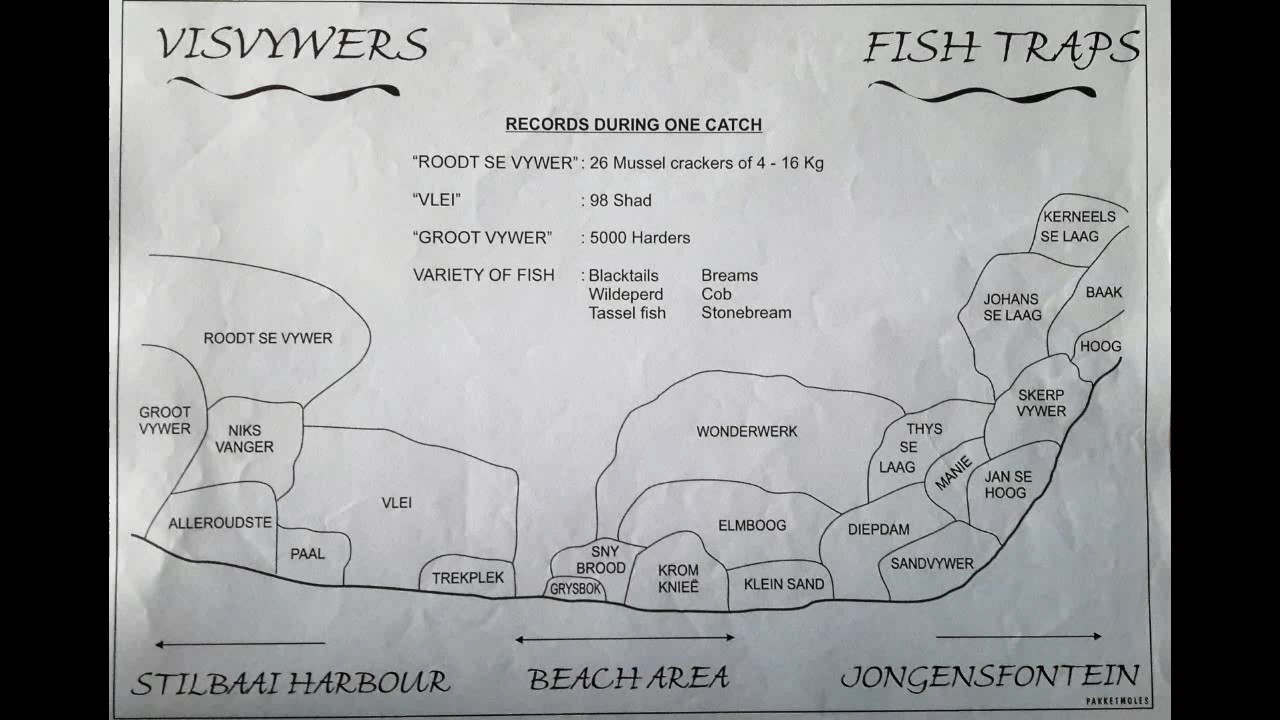 VISVYWERS
FISH TRAPS
RECORDS DURING ONE CATCH
“ROODT SE VYWER” : 26 Mussel crackers of 4 - 16 Kg
“VLEI” : 98 Shad
“GROOT VYWER” : 5000 Harders
VARIETY OF FISH : Blacktails Breams
Wildeperd Cob
Tassel fish Stonebream
ROODT SE VYWER
GROOT
VYWER
NIKS
VANGER
ALLEROUDSTE
PAAL
VLEI
TREKPLEK
GRYSBOK
SNY
BROOD
KROM
KNIEË
KLEIN SAND
ELMBOOG
WONDERWERK
THYS
SE
LAAG
MANIE
DIEPDAM
SANDVYWER
JAN SE
HOOG
SKERP
VYWER
JOHANS
SE LAAG
KERNEELS
SE LAAG
BAAK
HOOG
STILBAAI HARBOUR
BEACH AREA
JONGENSFONTEIN
PAKKETMOLES